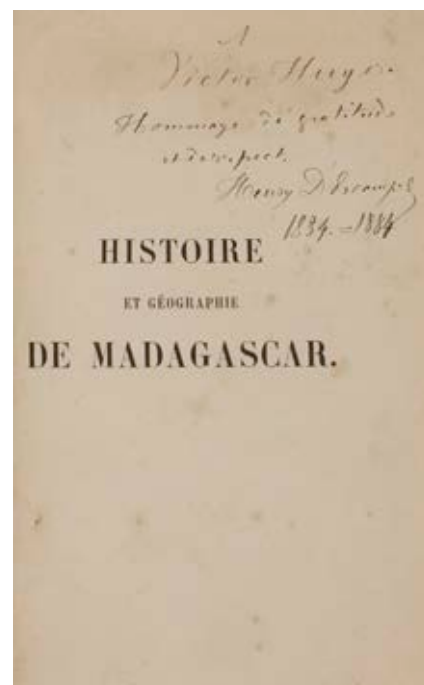 A
Victor Hugo.
Hommage de gratitude
et de respect.
Henry D'Escamps
1834. = 1884
HISTOIRE
ET GÉOGRAPHIE
DE MADAGASCAR.